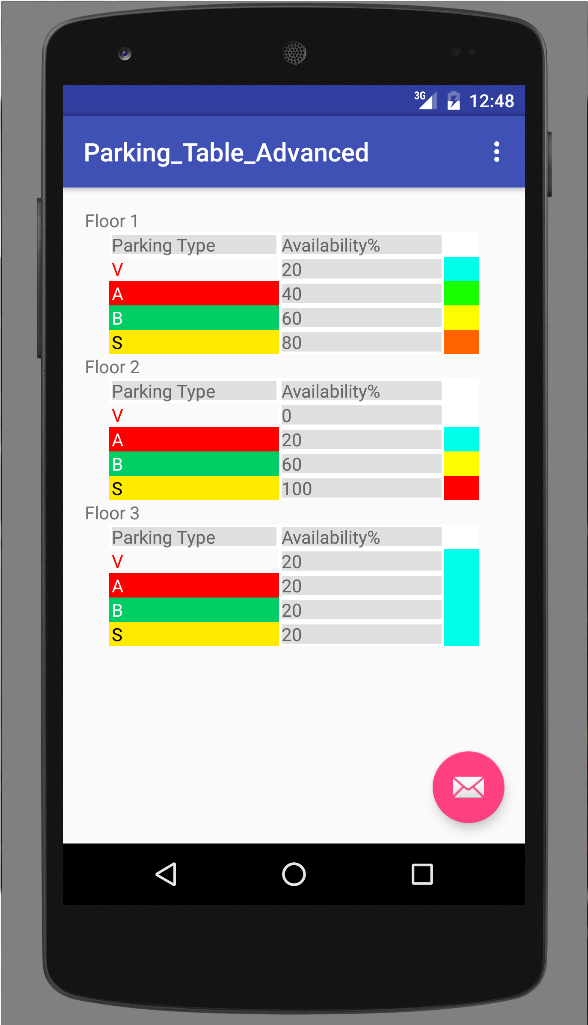 3G 12:48
Parking_Table_Advanced
Floor 1
Parking Type Availability%
V 20
A 40
B 60
S 80
Floor 2
Parking Type Availability%
V 0
A 20
B 60
S 100
Floor 3
Parking Type Availability%
V 20
A 20
B 20
S 20